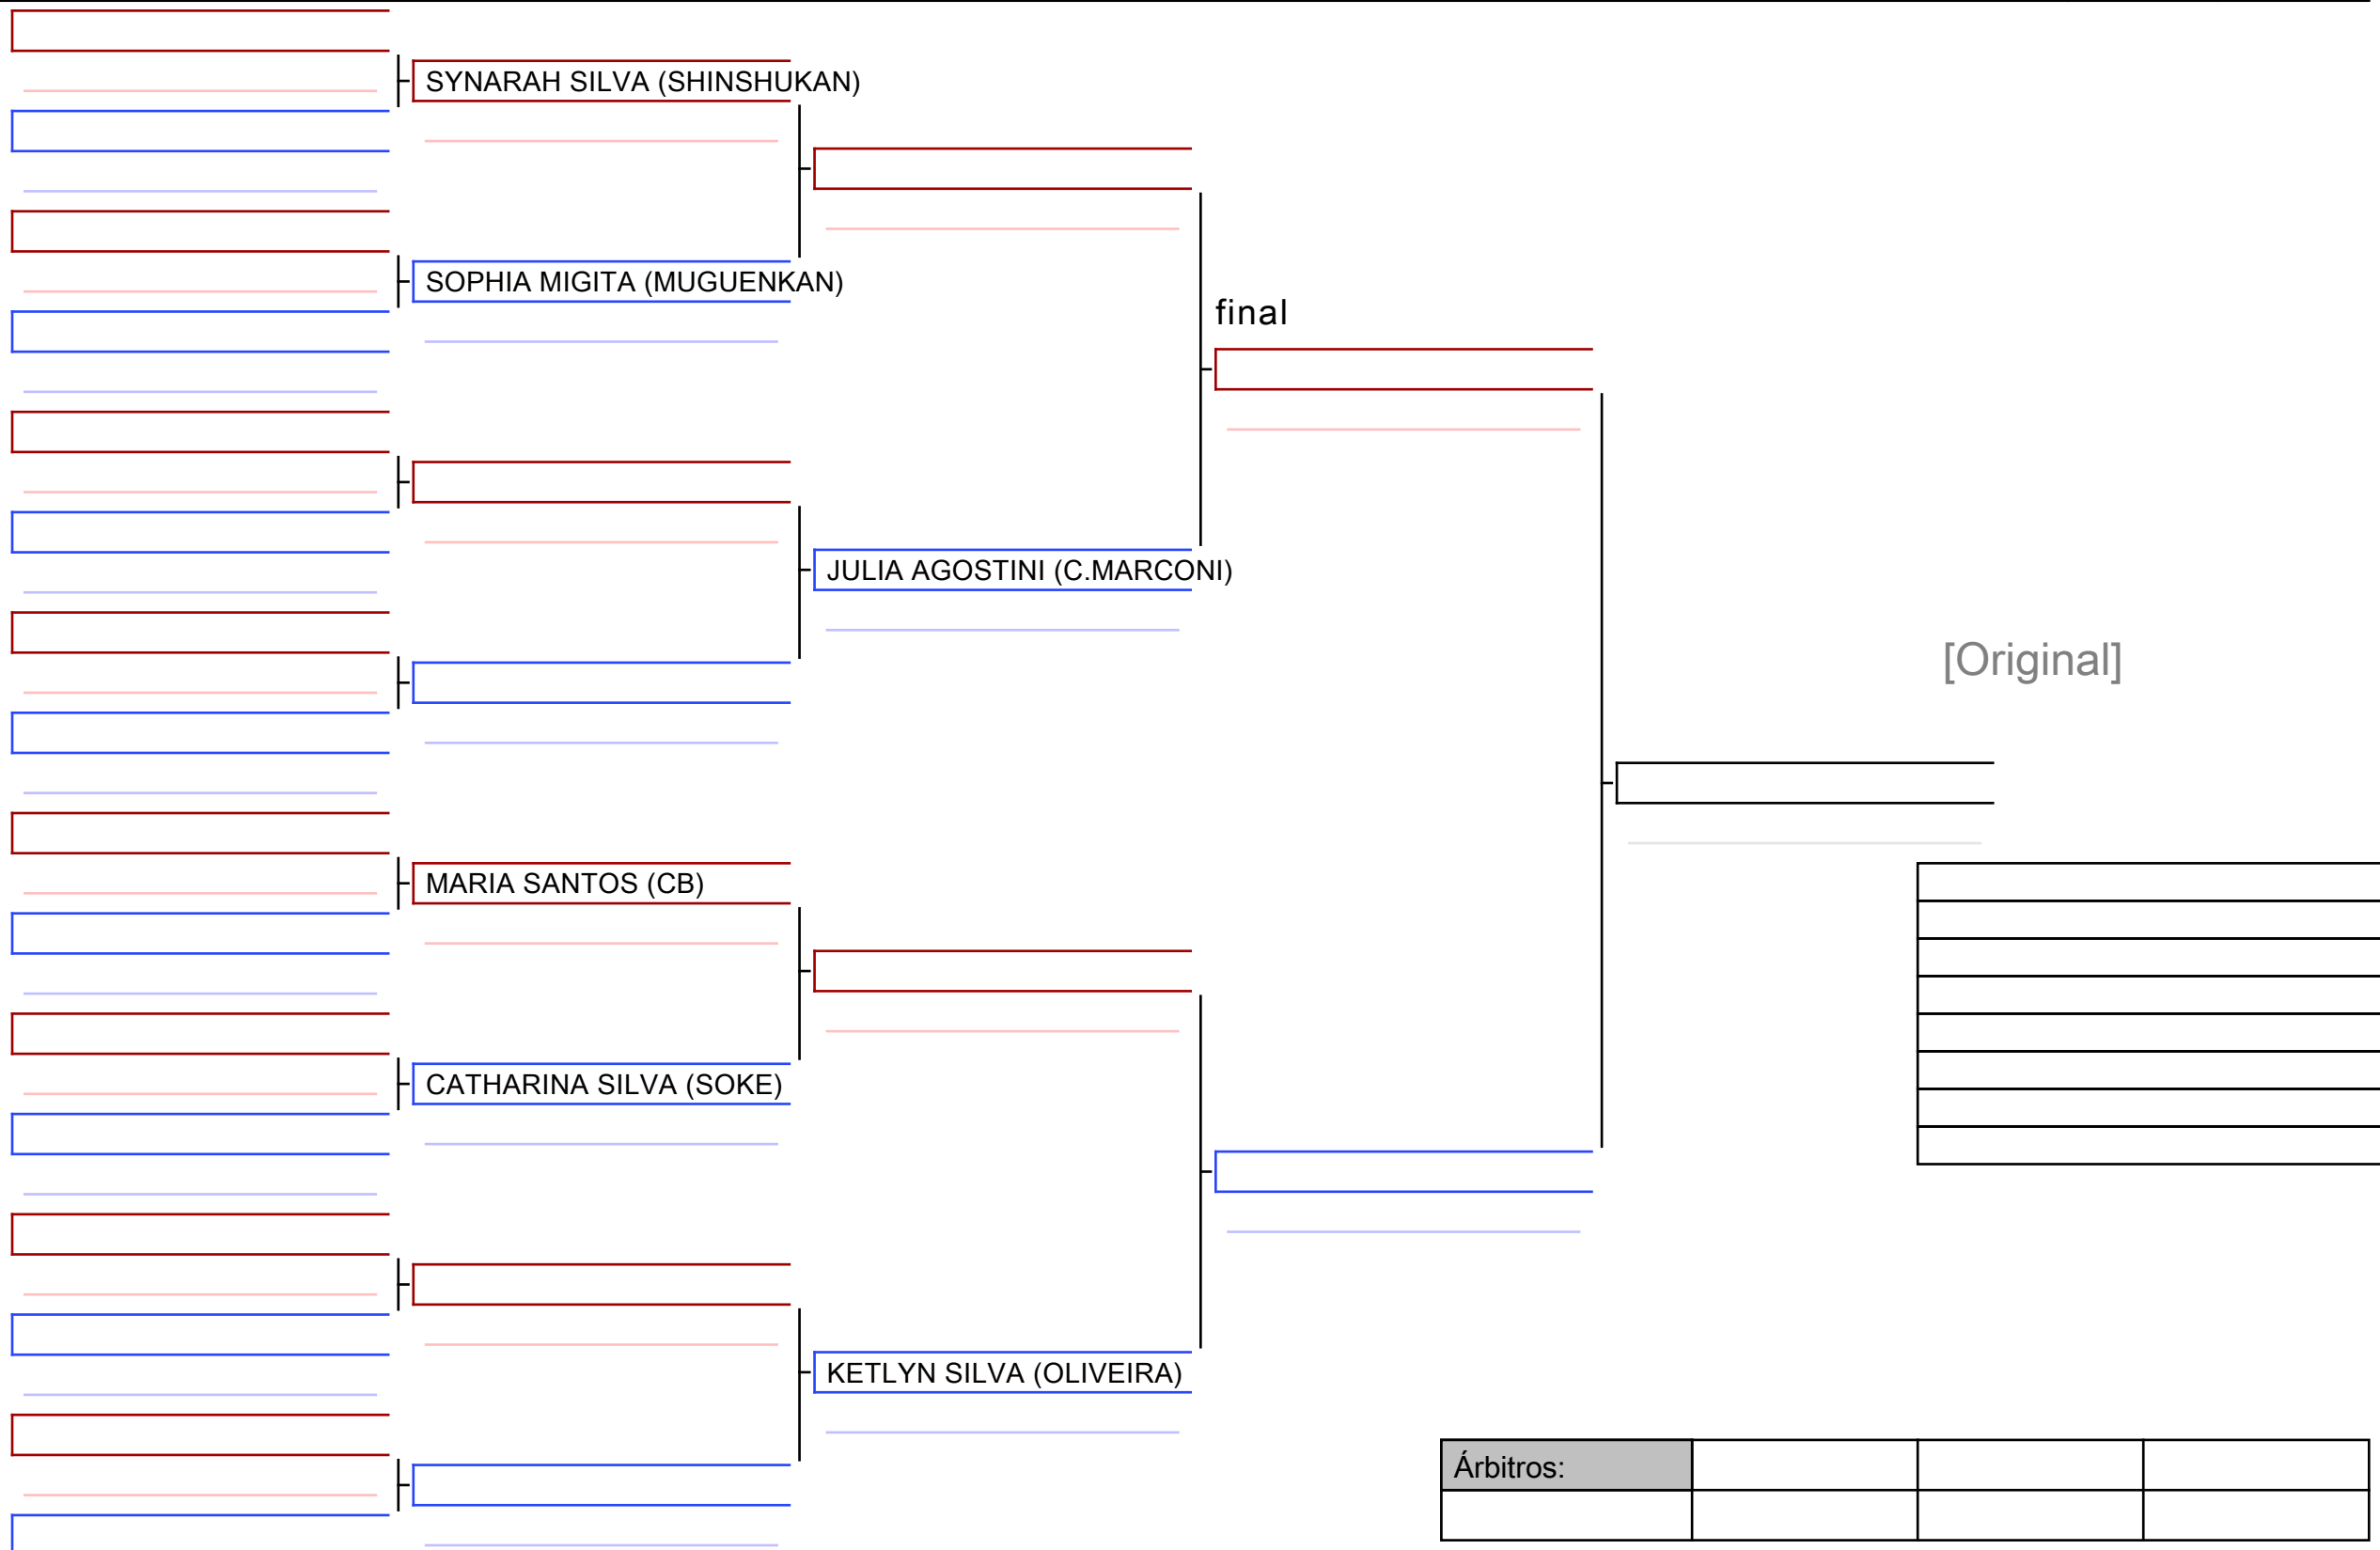 SYNARAH SILVA (SHINSHUKAN)
SOPHIA MIGITA (MUGUENKAN)
final
JULIA AGOSTINI (C.MARCONI)
[Original]
MARIA SANTOS (CB)
CATHARINA SILVA (SOKE)
KETLYN SILVA (OLIVEIRA)
Árbitros: